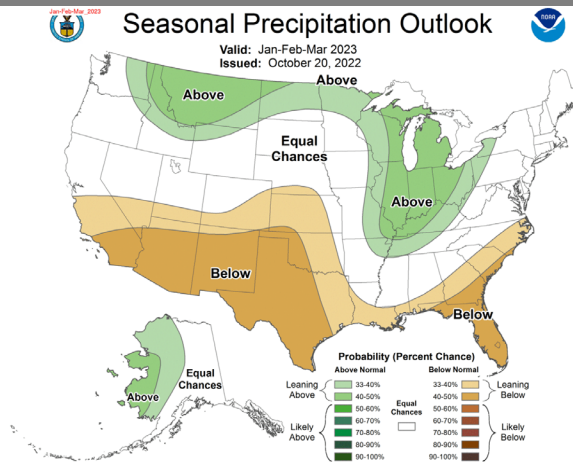 Jan-Feb-Mar_2023
Seasonal Precipitation Outlook
NOAA
Valid: Jan-Feb-Mar 2023
Issued: October 20, 2022
Above
Above
Equal
Chances
Above
Below
Below
Equal
Chances
Above
Probability (Percent Chance)
Above Normal Below Normal
Leaning
Above
33-40%
40-50%
50-60%
60-70%
70-80%
80-90%
90-100%
Likely
Above
Equal
Chances
33-40%
40-50%
50-60%
60-70%
70-80%
80-90%
90-100%
Leaning
Below
Likely
Below